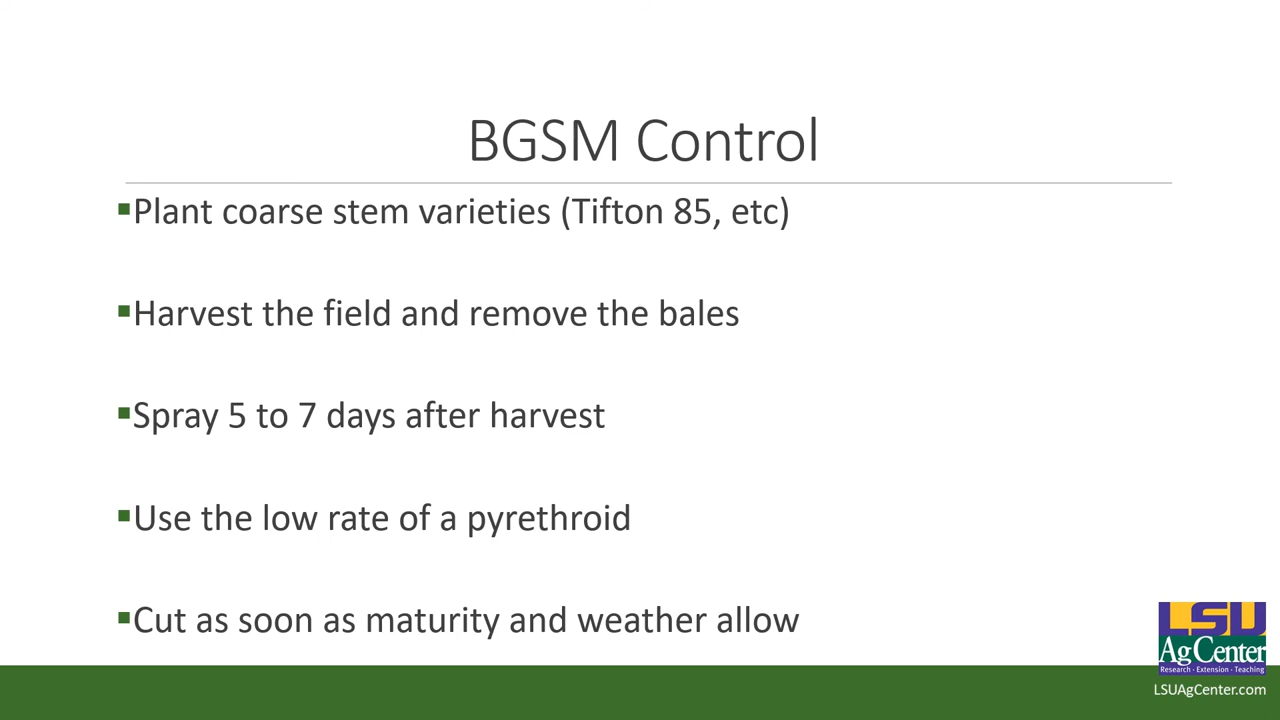 BGSM Control
▪Plant coarse stem varieties (Tifton 85, etc)
▪Harvest the field and remove the bales
▪Spray 5 to 7 days after harvest
▪Use the low rate of a pyrethroid
▪Cut as soon as maturity and weather allow
LSU
AgCenter
Research · Extension · Teaching
LSUAgCenter.com